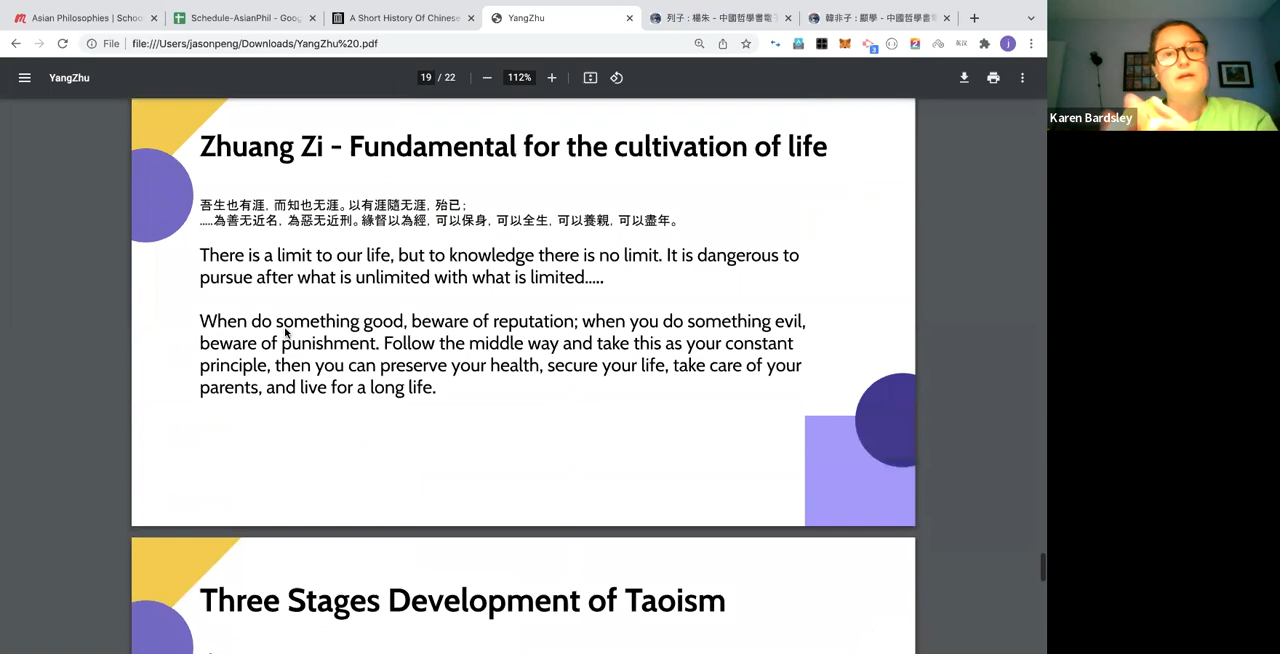 Asian Philosophies | Schoo
Schedule-AsianPhil - Goog
A Short History Of Chinese
YangZhu
列子 : 楊朱 - 中國哲學書電
韓非子 : 顯學 - 中國哲學書
File
file:///Users/jasonpeng/Downloads/YangZhu%20.pdf
YangZhu
19 / 22
112%
Karen Bardsley
Zhuang Zi - Fundamental for the cultivation of life
吾生也有涯，而知也无涯。以有涯隨无涯，殆已；
.....為善无近名，為惡无近刑。緣督以為經，可以保身，可以全生，可以養親，可以盡年。
There is a limit to our life, but to knowledge there is no limit. It is dangerous to
pursue after what is unlimited with what is limited.....
When do something good, beware of reputation; when you do something evil,
beware of punishment. Follow the middle way and take this as your constant
principle, then you can preserve your health, secure your life, take care of your
parents, and live for a long life.
Three Stages Development of Taoism